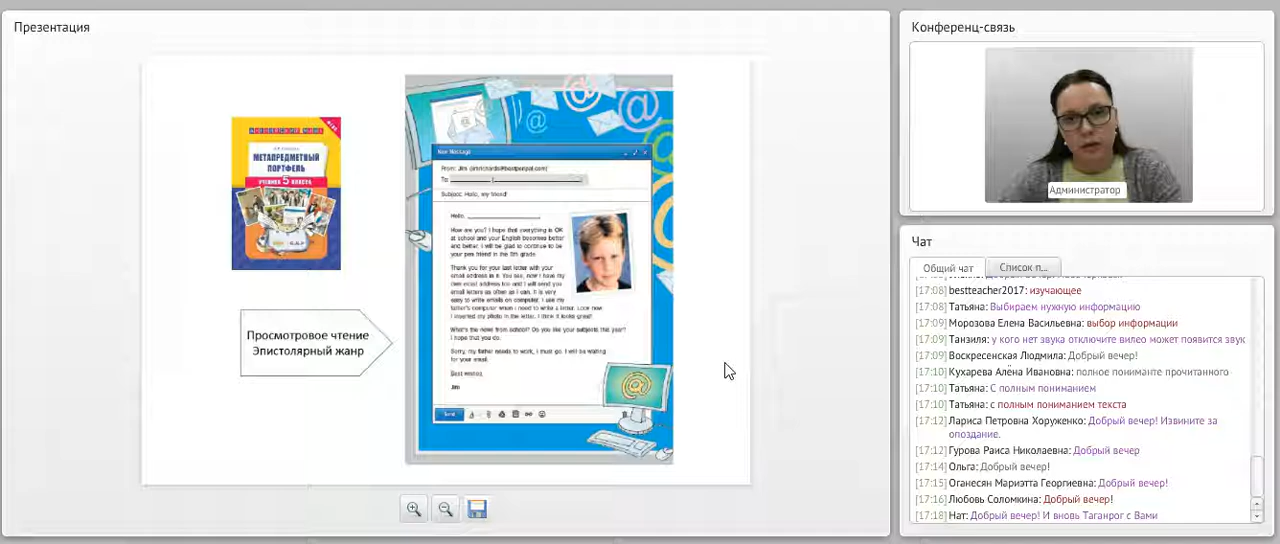 Презентация
МЕТАПРЕДМЕТНЫЙ
ПОРТФЕЛЬ
УЧЕНИКА 5 КЛАССА
Просмотровое чтение
Эпистолярный жанр
New Message
From: Jim
To:
Subject: Hello, my friend!
Hello,
How are you? I hope that everything is OK
at school and your English becomes better
and better. I will be glad to continue to be
your pen friend in the 5th grade.
Thank you for your last letter with your
email address in it. You see, now I have my
own email address too and I will send you
email letters as often as I can. It is very
easy to write emails on computer. I use my
father's computer when I need to write a letter. Look now
I inserted my photo in the letter. I think it looks great!
What's the news from school? Do you like your subjects this year?
I hope that you do.
Sorry, my father needs to work, I must go. I will be waiting
for your email.
Best wishes,
Jim
Send
Конференц-связь
Администратор
Чат
Общий чат
Список п...
[17:08] bestteacher2017: изучающее
[17:08] Татьяна: Выбираем нужную информацию
[17:09] Морозова Елена Васильевна: выбор информации
[17:09] Танзиля: у кого нет звука отключите вилео может появится звук
[17:09] Воскресенская Людмила: Добрый вечер!
[17:10] Кухарева Алёна Ивановна: полное пониманте прочитанного
[17:10] Татьяна: С полным пониманием
[17:10] Татьяна: с полным пониманием текста
[17:12] Лариса Петровна Хоруженко: Добрый вечер! Извините за
опоздание.
[17:12] Гурова Раиса Николаевна: Добрый вечер
[17:14] Ольга: Добрый вечер!
[17:15] Оганесян Мариэтта Георгиевна: Добрый вечер!
[17:16] Любовь Соломкина: Добрый вечер!
[17:18] Нат: Добрый вечер! И вновь Таганрог с Вами